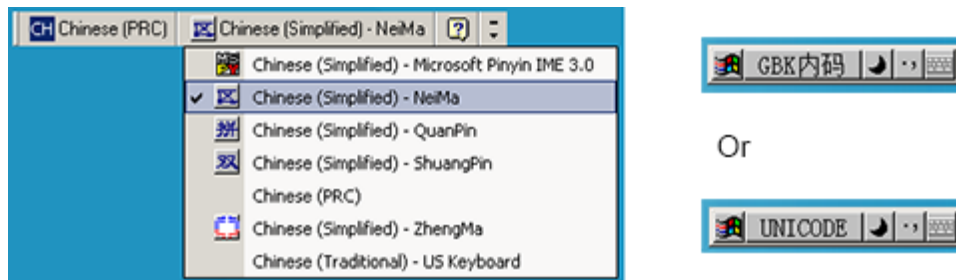 CH Chinese (PRC) Chinese (Simplified) - NeiMa ?
Chinese (Simplified) - Microsoft Pinyin IME 3.0
Chinese (Simplified) - NeiMa
拼 Chinese (Simplified) - QuanPin
双 Chinese (Simplified) - ShuangPin
Chinese (PRC)
Chinese (Simplified) - ZhengMa
Chinese (Traditional) - US Keyboard
GBK内码
Or
UNICODE